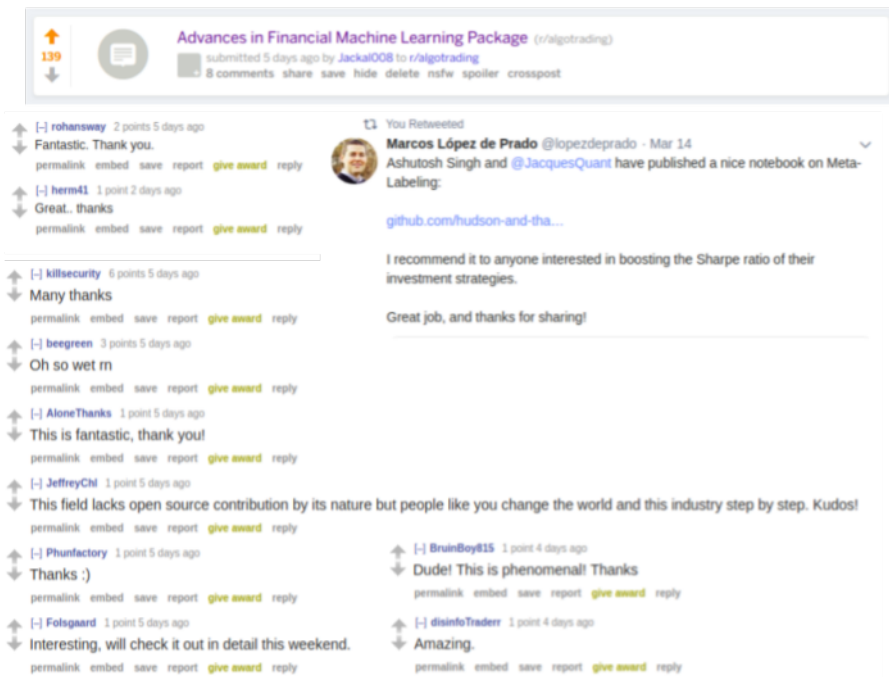 Advances in Financial Machine Learning Package (r/algotrading)
139
submitted 5 days ago by Jackal008 to r/algotrading
8 comments share save hide delete nsfw spoiler crosspost
[-] rohansway 2 points 5 days ago
Fantastic. Thank you.
permalink embed save report give award reply
[-] herm41 1 point 2 days ago
Great.. thanks
permalink embed save report give award reply
You Retweeted
Marcos López de Prado @lopezdeprado · Mar 14
Ashutosh Singh and @JacquesQuant have published a nice notebook on Meta-
Labeling:
github.com/hudson-and-tha…
I recommend it to anyone interested in boosting the Sharpe ratio of their
investment strategies.
Great job, and thanks for sharing!
[-] killsecurity 6 points 5 days ago
Many thanks
permalink embed save report give award reply
[-] beegreen 3 points 5 days ago
Oh so wet rn
permalink embed save report give award reply
[-] AloneThanks 1 point 5 days ago
This is fantastic, thank you!
permalink embed save report give award reply
[-] JeffreyChl 1 point 5 days ago
This field lacks open source contribution by its nature but people like you change the world and this industry step by step. Kudos!
permalink embed save report give award reply
[-] Phunfactory 1 point 5 days ago
Thanks :)
permalink embed save report give award reply
[-] Folsgaard 1 point 5 days ago
Interesting, will check it out in detail this weekend.
permalink embed save report give award reply
[-] BruinBoy815 1 point 4 days ago
Dude! This is phenomenal! Thanks
permalink embed save report give award reply
[-] disinfoTraderr 1 point 4 days ago
Amazing.
permalink embed save report give award reply